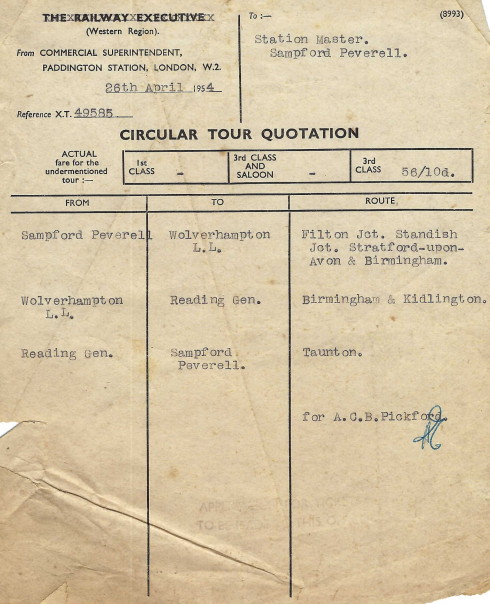 THE RAILWAY EXECUTIVE
(Western Region).
From COMMERCIAL SUPERINTENDENT,
PADDINGTON STATION, LONDON, W.2.
26th April 1954
Reference X.T. 49585
To :—
(8993)
Station Master.
Sampford Peverell.
CIRCULAR TOUR QUOTATION
ACTUAL
fare for the
undermentioned
tour :—
1st
CLASS -
3rd CLASS
AND
SALOON -
3rd
CLASS 56/10d.
FROM TO ROUTE
Sampford Peverell Wolverhampton Filton Jct. Standish
L.L. Jct. Stratford-upon-
Avon & Birmingham.
Wolverhampton Reading Gen. Birmingham & Kidlington.
L.L.
Reading Gen. Sampford Taunton.
Peverell.
for A.C.B.Pickford.